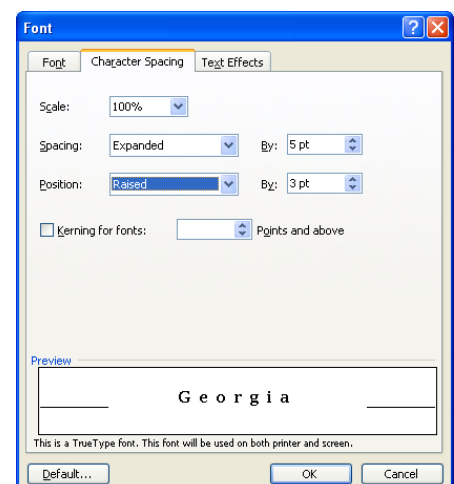 Font
Font Character Spacing Text Effects
Scale: 100%
Spacing: Expanded By: 5 pt
Position: Raised By: 3 pt
Kerning for fonts: Points and above
Preview
Georgia
This is a TrueType font. This font will be used on both printer and screen.
Default... OK Cancel